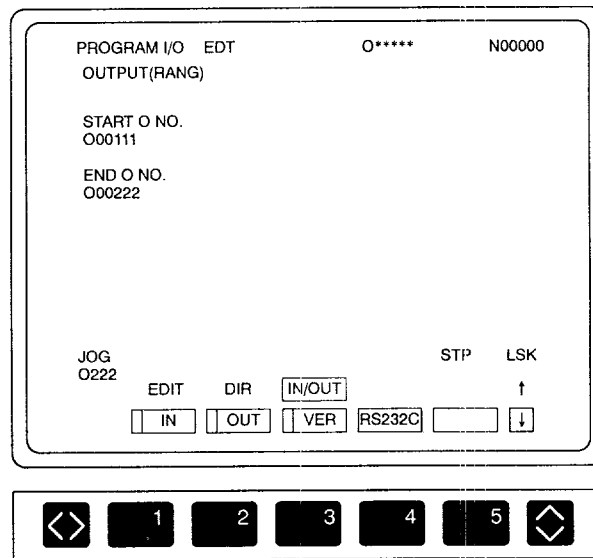 PROGRAM I/O EDT O***** N00000
OUTPUT(RANG)
START O NO.
O00111
END O NO.
O00222
JOG STP LSK
O222
EDIT DIR IN/OUT ↑
IN OUT VER RS232C ↓
1 2 3 4 5